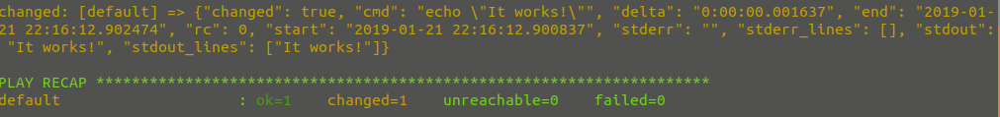 changed: [default] => {"changed": true, "cmd": "echo \"It works!\"", "delta": "0:00:00.001637", "end": "2019-01-
21 22:16:12.902474", "rc": 0, "start": "2019-01-21 22:16:12.900837", "stderr": "", "stderr_lines": [], "stdout":
"It works!", "stdout_lines": ["It works!"]}
PLAY RECAP *********************************************************************
default : ok=1 changed=1 unreachable=0 failed=0